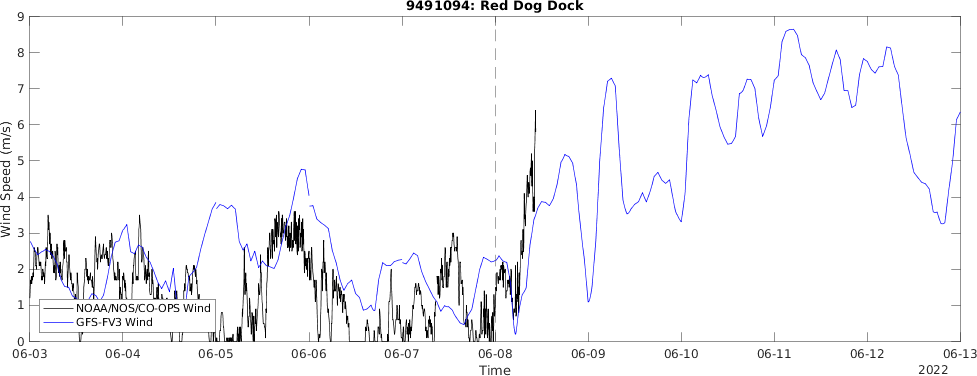 9491094: Red Dog Dock
9
8
7
6
5
4
3
2
1
0
Wind Speed (m/s)
NOAA/NOS/CO-OPS Wind
GFS-FV3 Wind
06-03 06-04 06-05 06-06 06-07 06-08 06-09 06-10 06-11 06-12 06-13
Time
2022